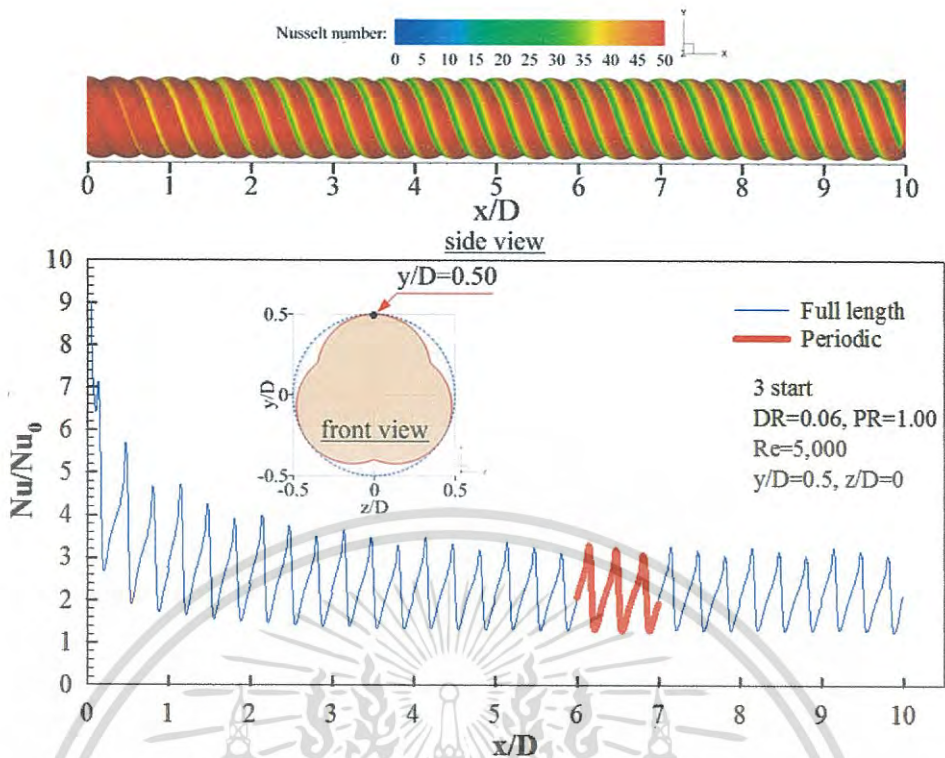 Nusselt number:
0 5 10 15 20 25 30 35 40 45 50
Y
Z
X
0 1 2 3 4 5 6 7 8 9 10
x/D
side view
10
9
8
7
6
5
4
3
2
1
0
Nu/Nu0
y/D=0.50
0.5
0
-0.5
y/D
front view
-0.5 0 0.5
z/D
Full length
Periodic
3 start
DR=0.06, PR=1.00
Re=5,000
y/D=0.5, z/D=0
0 1 2 3 4 5 6 7 8 9 10
x/D